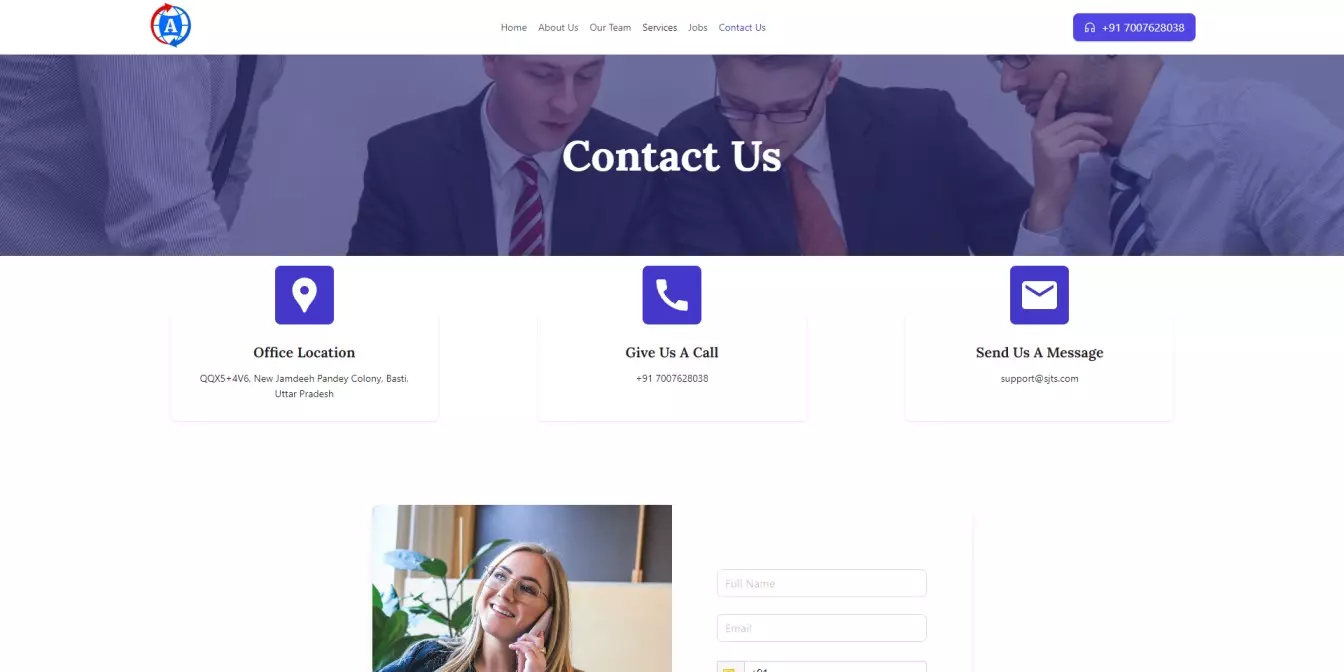 A
Home About Us Our Team Services Jobs Contact Us
+91 7007628038
Contact Us
Office Location
QQX5+4V6, New Jamdeeh Pandey Colony, Basti,
Uttar Pradesh
Give Us A Call
+91 7007628038
Send Us A Message
support@sjts.com
Full Name
Email
+91